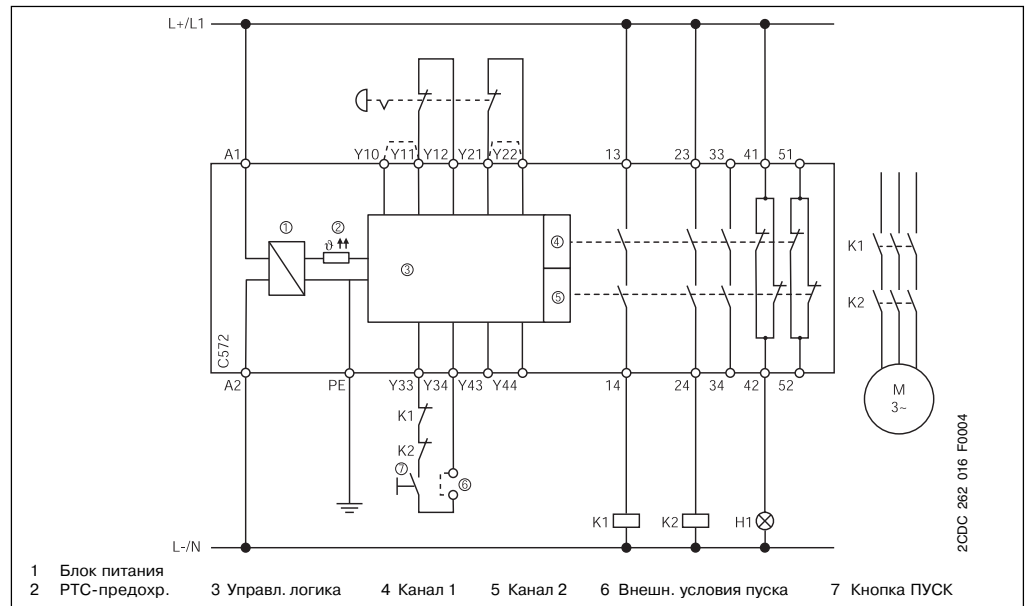 L+/L1
A1 Y10 Y11 Y12 Y21 Y22 13 23 33 41 51
① ② ④
ϑ
③
K1
⑤
K2
C572
A2 PE Y33 Y34 Y43 Y44 14 24 34 42 52
M
3~
K1
K2
⑦ ⑥
K1 K2 H1
L-/N
2CDC 262 016 F0004
1 Блок питания
2 РТС-предохр. 3 Управл. логика 4 Канал 1 5 Канал 2 6 Внешн. условия пуска 7 Кнопка ПУСК